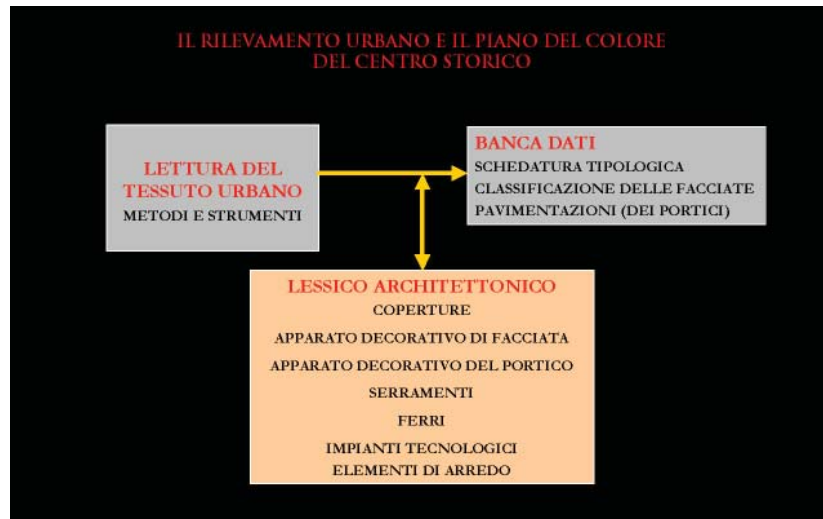 IL RILEVAMENTO URBANO E IL PIANO DEL COLORE
DEL CENTRO STORICO
LETTURA DEL
TESSUTO URBANO
METODI E STRUMENTI
BANCA DATI
SCHEDATURA TIPOLOGICA
CLASSIFICAZIONE DELLE FACCIATE
PAVIMENTAZIONI (DEI PORTICI)
LESSICO ARCHITETTONICO
COPERTURE
APPARATO DECORATIVO DI FACCIATA
APPARATO DECORATIVO DEL PORTICO
SERRAMENTI
FERRI
IMPIANTI TECNOLOGICI
ELEMENTI DI ARREDO